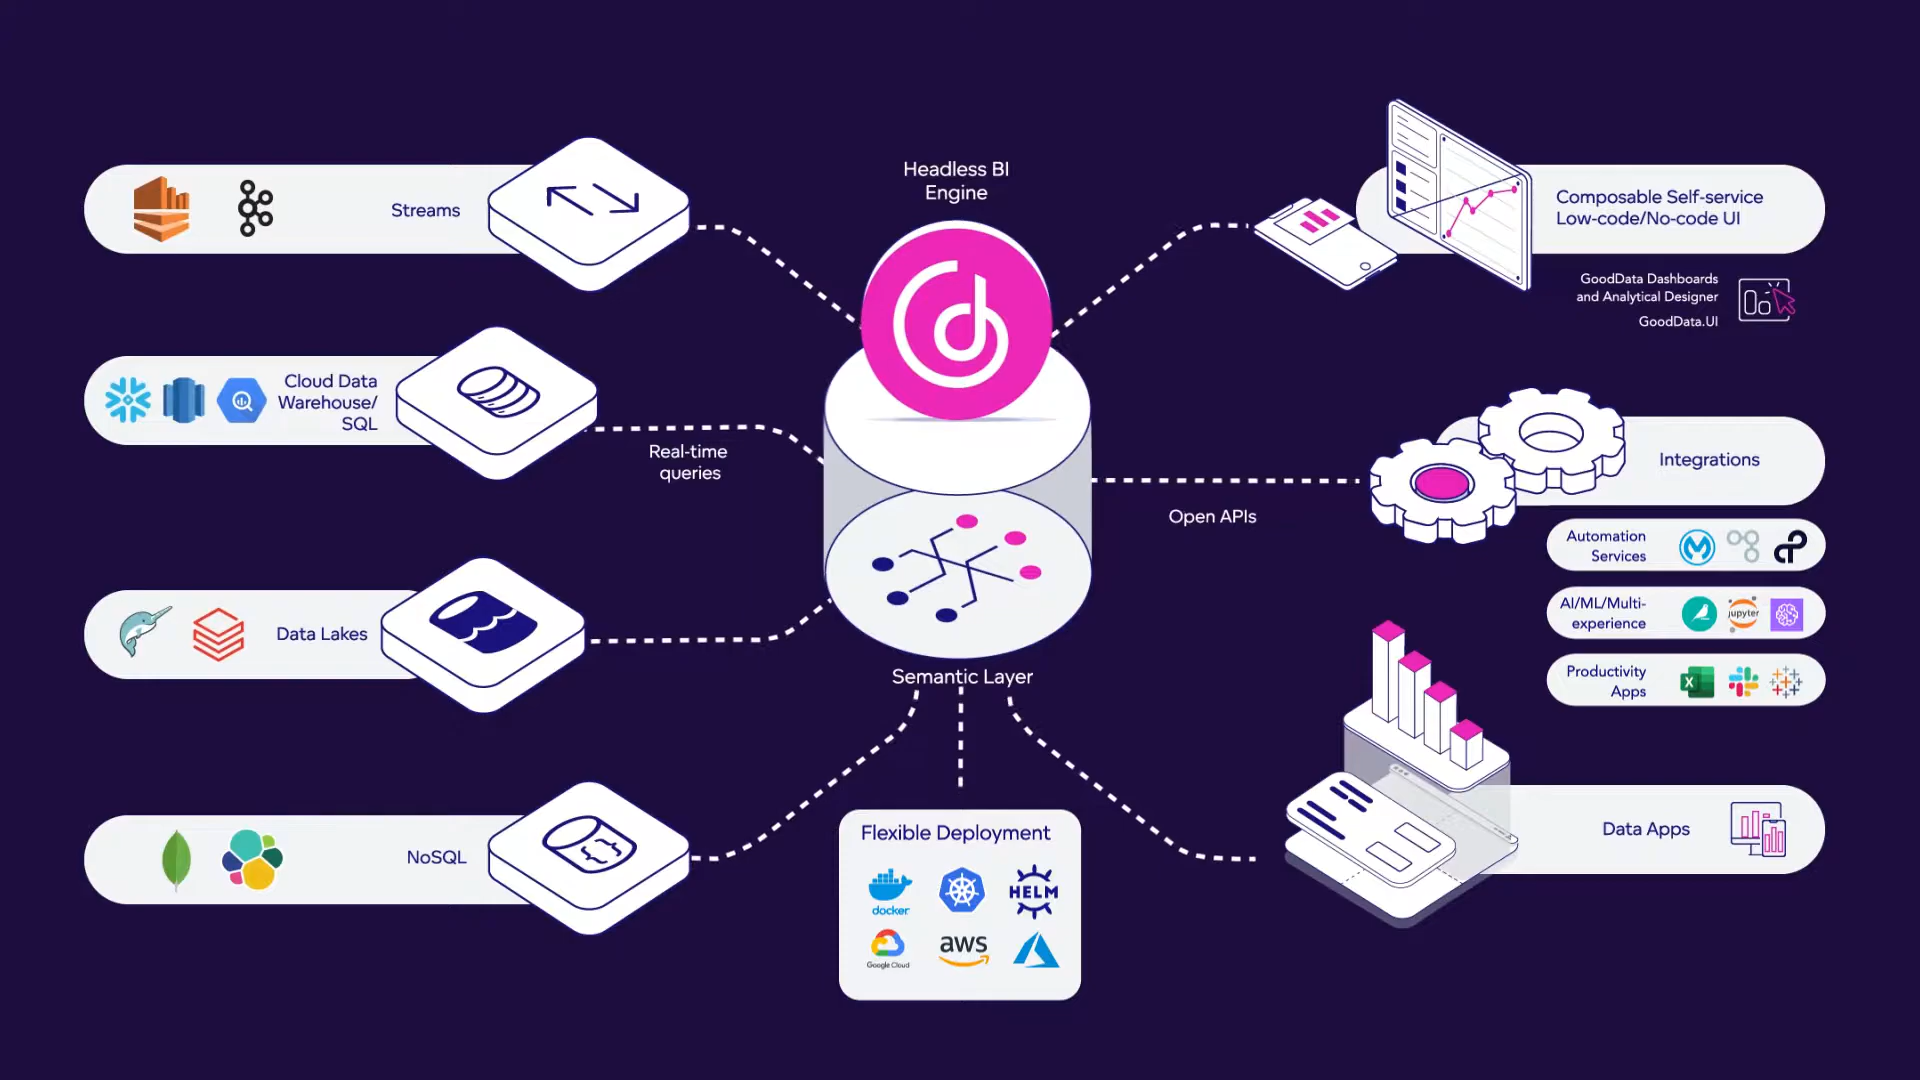 Headless BI
Engine
Streams
Cloud Data
Warehouse/
SQL
Real-time
queries
Data Lakes
NoSQL
Semantic Layer
Flexible Deployment
docker
HELM
Google Cloud
aws
Open APIs
Composable Self-service
Low-code/No-code UI
GoodData Dashboards
and Analytical Designer
GoodData.UI
Integrations
Automation
Services
AI/ML/Multi-
experience
jupyter
Productivity
Apps
X
Data Apps